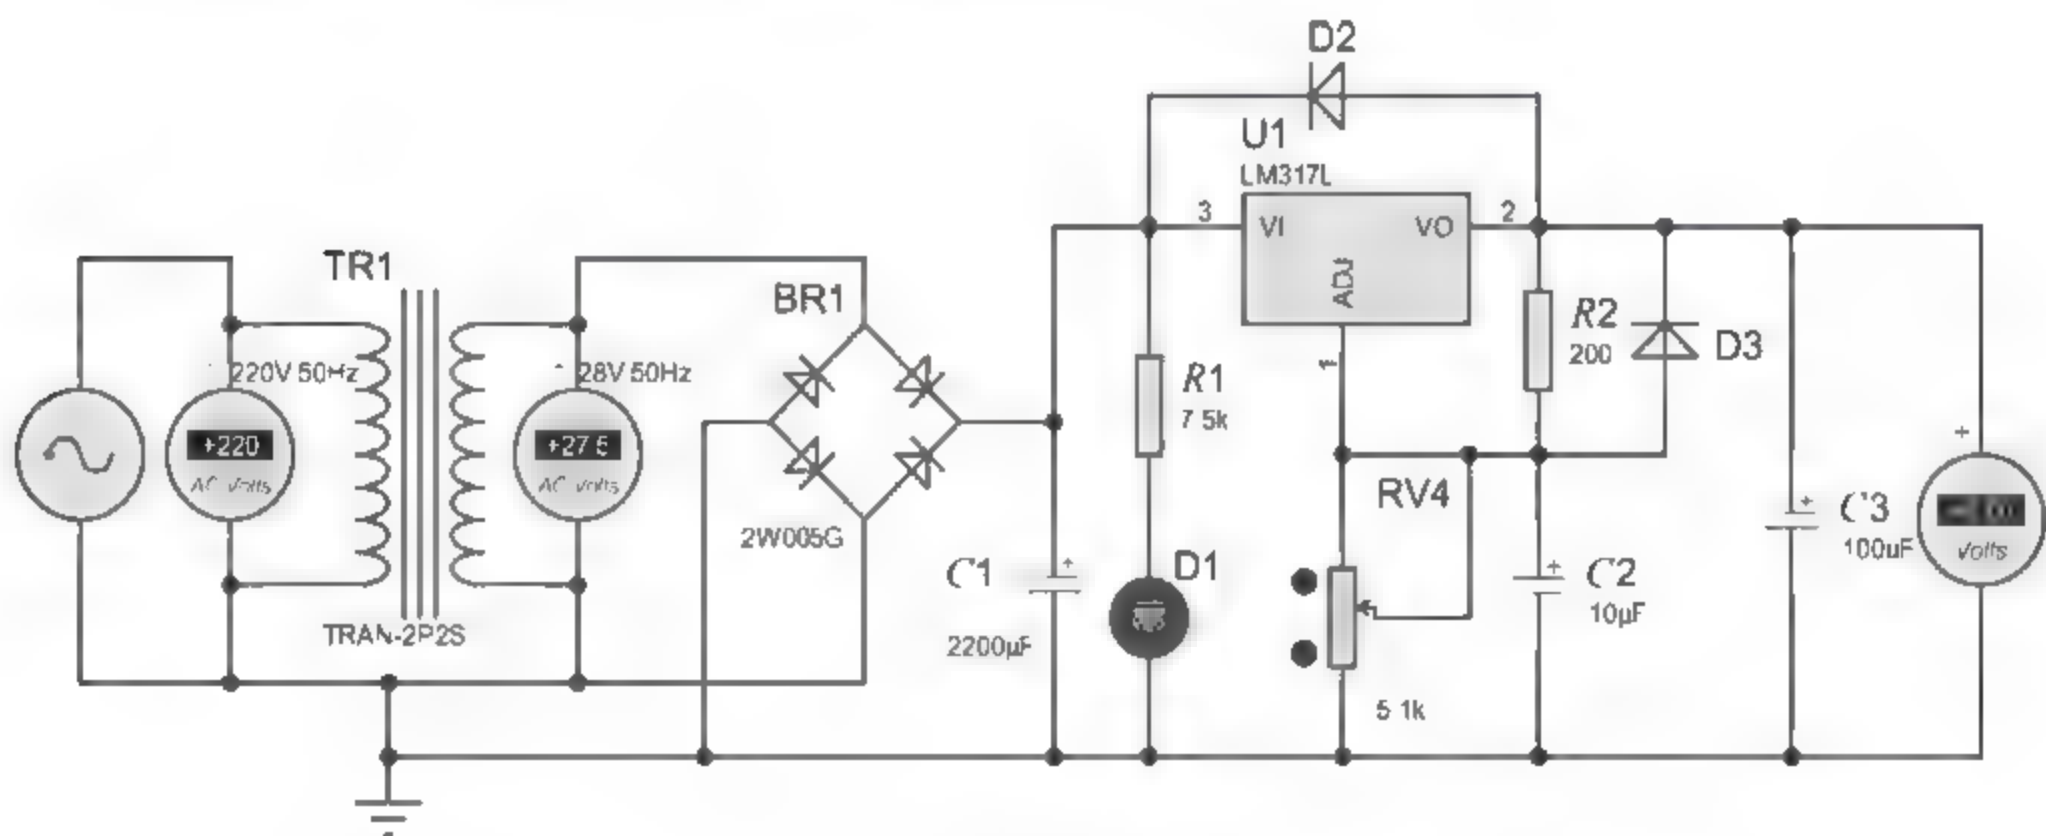 D2
U1
LM317L
3
VI
VO
2
ADJ
1
TR1
220V 50Hz
+220
AC Volts
TRAN-2P2S
28V 50Hz
+27 5
AC Volts
BR1
2W005G
C1
2200µF
R1
7 5k
D1
RV4
5 1k
R2
200
D3
C2
10µF
C3
100uF
+
Volts